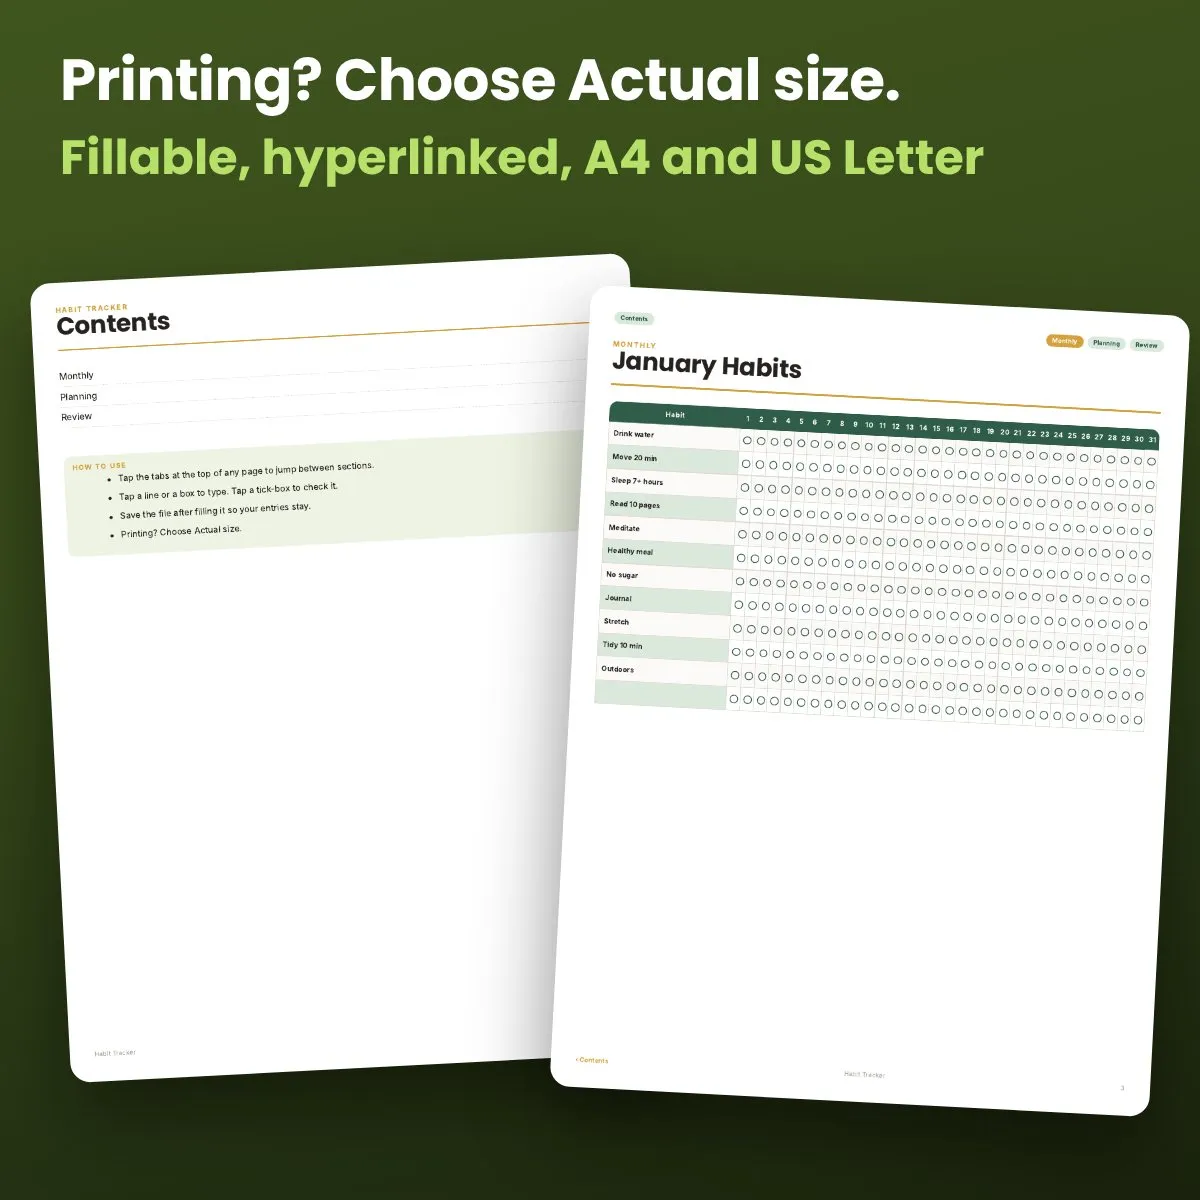 Printing? Choose Actual size.
Fillable, hyperlinked, A4 and US Letter
HABIT TRACKER
Contents
Monthly
Planning
Review
HOW TO USE
• Tap the tabs at the top of any page to jump between sections.
• Tap a line or a box to type. Tap a tick-box to check it.
• Save the file after filling it so your entries stay.
• Printing? Choose Actual size.
Habit Tracker
Contents
Monthly Planning Review
MONTHLY
January Habits
Habit 1 2 3 4 5 6 7 8 9 10 11 12 13 14 15 16 17 18 19 20 21 22 23 24 25 26 27 28 29 30 31
Drink water
Move 20 min
Sleep 7+ hours
Read 10 pages
Meditate
Healthy meal
No sugar
Journal
Stretch
Tidy 10 min
Outdoors
‹ Contents
Habit Tracker
3